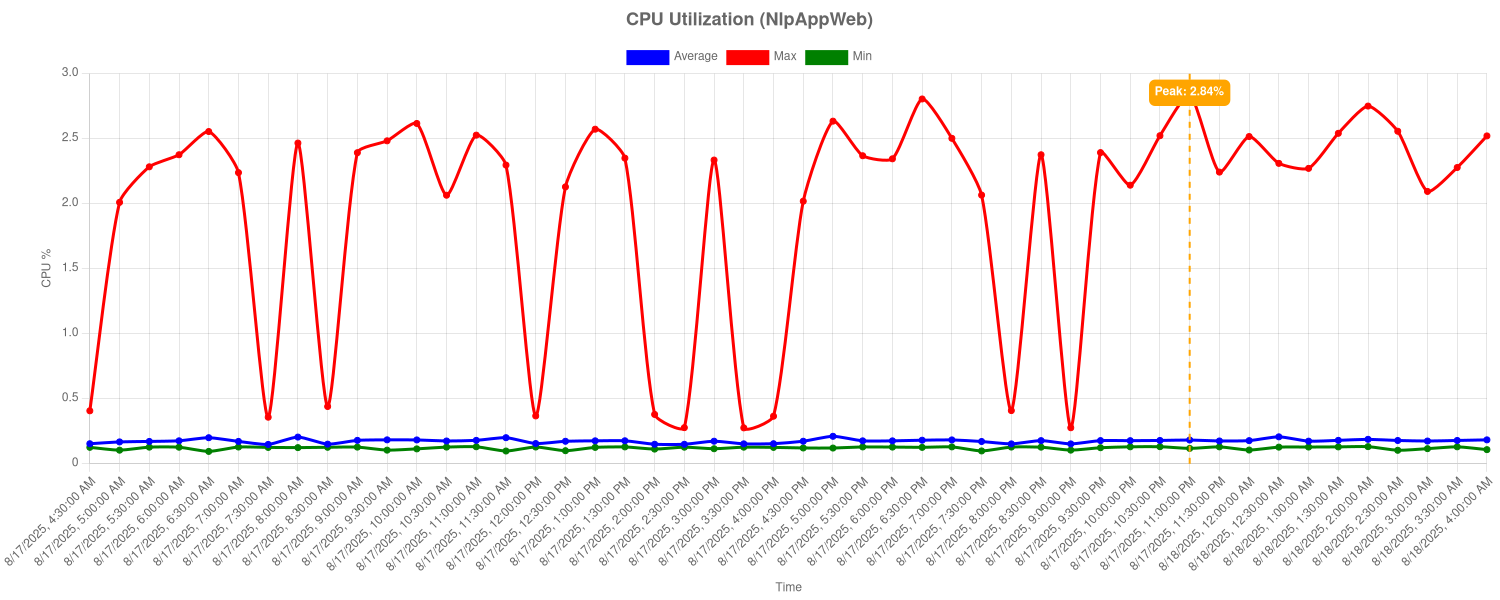 CPU Utilization (NlpAppWeb)
Average
Max
Min
3.0
2.5
2.0
1.5
1.0
0.5
0
CPU %
Peak: 2.84%
8/17/2025, 4:30:00 AM
8/17/2025, 5:00:00 AM
8/17/2025, 5:30:00 AM
8/17/2025, 6:00:00 AM
8/17/2025, 6:30:00 AM
8/17/2025, 7:00:00 AM
8/17/2025, 7:30:00 AM
8/17/2025, 8:00:00 AM
8/17/2025, 8:30:00 AM
8/17/2025, 9:00:00 AM
8/17/2025, 9:30:00 AM
8/17/2025, 10:00:00 AM
8/17/2025, 10:30:00 AM
8/17/2025, 11:00:00 AM
8/17/2025, 11:30:00 AM
8/17/2025, 12:00:00 PM
8/17/2025, 12:30:00 PM
8/17/2025, 1:00:00 PM
8/17/2025, 1:30:00 PM
8/17/2025, 2:00:00 PM
8/17/2025, 2:30:00 PM
8/17/2025, 3:00:00 PM
8/17/2025, 3:30:00 PM
8/17/2025, 4:00:00 PM
8/17/2025, 4:30:00 PM
8/17/2025, 5:00:00 PM
8/17/2025, 5:30:00 PM
8/17/2025, 6:00:00 PM
8/17/2025, 6:30:00 PM
8/17/2025, 7:00:00 PM
8/17/2025, 7:30:00 PM
8/17/2025, 8:00:00 PM
8/17/2025, 8:30:00 PM
8/17/2025, 9:00:00 PM
8/17/2025, 9:30:00 PM
8/17/2025, 10:00:00 PM
8/17/2025, 10:30:00 PM
8/17/2025, 11:00:00 PM
8/17/2025, 11:30:00 PM
8/18/2025, 12:00:00 AM
8/18/2025, 12:30:00 AM
8/18/2025, 1:00:00 AM
8/18/2025, 1:30:00 AM
8/18/2025, 2:00:00 AM
8/18/2025, 2:30:00 AM
8/18/2025, 3:00:00 AM
8/18/2025, 3:30:00 AM
8/18/2025, 4:00:00 AM
Time